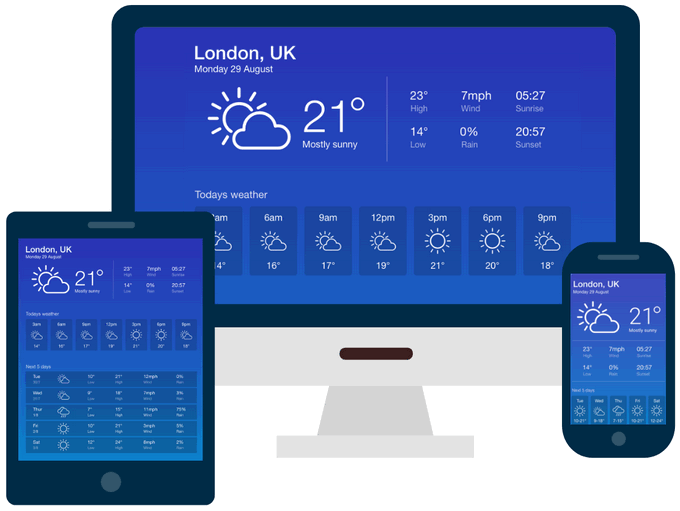 London, UK
Monday 29 August
21°
Mostly sunny
23° 7mph 05:27
High Wind Sunrise
14° 0% 20:57
Low Rain Sunset
Todays weather
am 6am 9am 12pm 3pm 6pm 9pm
14° 16° 17° 19° 21° 20° 18°
London, UK
Monday 29 August
21°
Mostly sunny
23° 7mph 05:27
High Wind Sunrise
14° 0% 20:57
Low Rain Sunset
Todays weather
3am 6am 9am 12pm 3pm 6pm 9pm
14° 16° 17° 19° 21° 20° 18°
Next 5 days
Tue 10° 21° 12mph 0%
Low High Wind Rain
Wed 9° 18° 7mph 3%
Low High Wind Rain
Thur 7° 15° 11mph 75%
Low High Wind Rain
Fri 10° 21° 2mph 5%
Low High Wind Rain
Sat 12° 24° 8mph 2%
Low High Wind Rain
London, UK
Monday 29 August
21°
Mostly sunny
23° 7mph 05:27
High Wind Sunrise
14° 0% 20:57
Low Rain Sunset
Next 5 days
Tue Wed Thu Fri Sat
10-21° 9-18° 7-15° 10-21° 12-24°